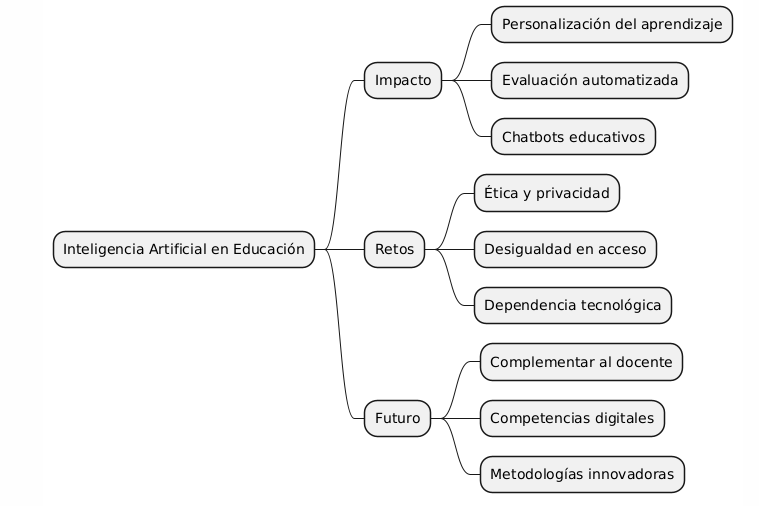 Inteligencia Artificial en Educación
Impacto
Personalización del aprendizaje
Evaluación automatizada
Chatbots educativos
Retos
Ética y privacidad
Desigualdad en acceso
Dependencia tecnológica
Futuro
Complementar al docente
Competencias digitales
Metodologías innovadoras